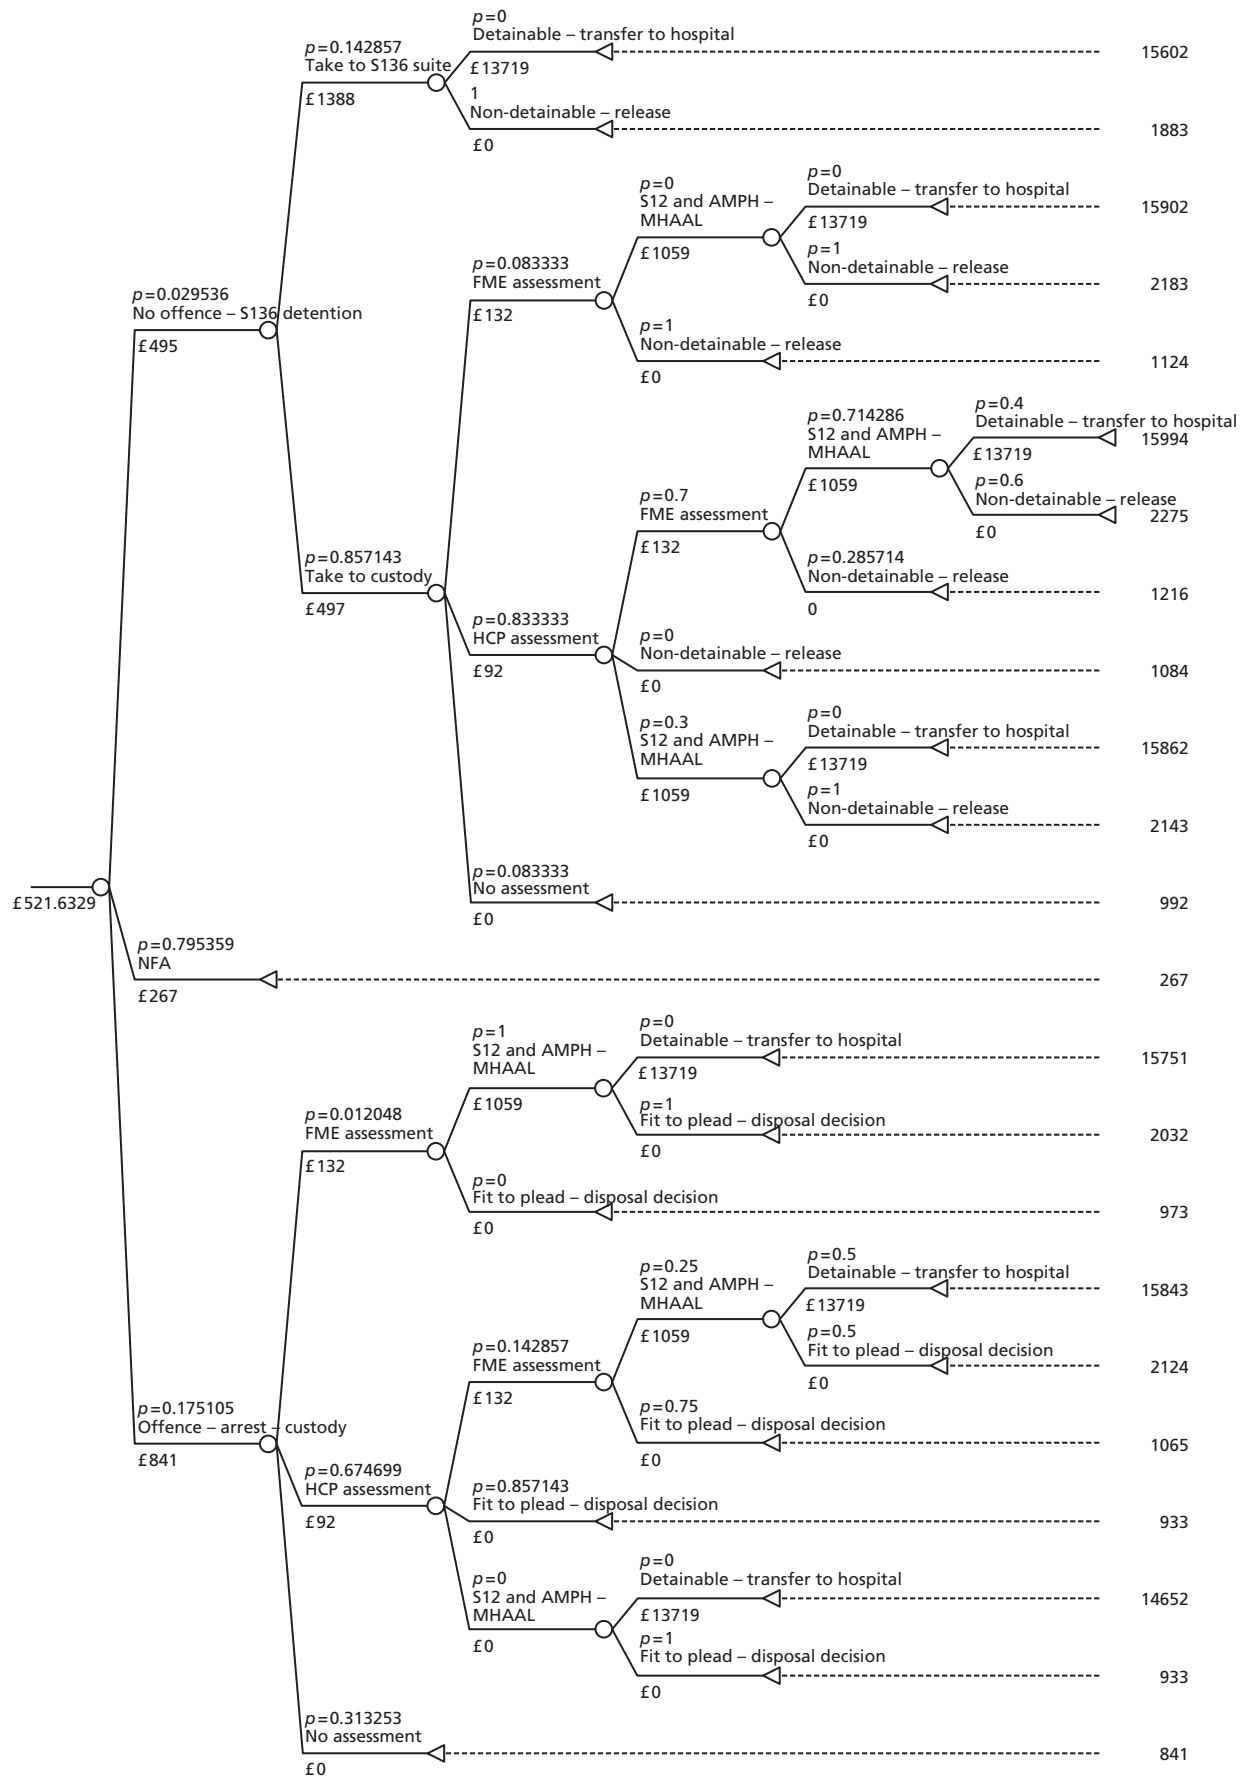 p=0
Detainable – transfer to hospital
£13719
15602
p=0.142857
Take to S136 suite
£1388
1
Non-detainable – release
£0
1883
p=0.029536
No offence – S136 detention
£495
p=0.083333
FME assessment
£132
p=0
S12 and AMPH –
MHAAL
£1059
p=0
Detainable – transfer to hospital
£13719
15902
p=1
Non-detainable – release
£0
2183
p=1
Non-detainable – release
£0
1124
p=0.857143
Take to custody
£497
p=0.833333
HCP assessment
£92
p=0.7
FME assessment
£132
p=0.714286
S12 and AMPH –
MHAAL
£1059
p=0.4
Detainable – transfer to hospital
£13719
15994
p=0.6
Non-detainable – release
£0
2275
p=0.285714
Non-detainable – release
0
1216
p=0
Non-detainable – release
£0
1084
p=0.3
S12 and AMPH –
MHAAL
£1059
p=0
Detainable – transfer to hospital
£13719
15862
p=1
Non-detainable – release
£0
2143
p=0.083333
No assessment
£0
992
£521.6329
p=0.795359
NFA
£267
267
p=0.175105
Offence – arrest – custody
£841
p=0.012048
FME assessment
£132
p=1
S12 and AMPH –
MHAAL
£1059
p=0
Detainable – transfer to hospital
£13719
15751
p=1
Fit to plead – disposal decision
£0
2032
p=0
Fit to plead – disposal decision
£0
973
p=0.674699
HCP assessment
£92
p=0.142857
FME assessment
£132
p=0.25
S12 and AMPH –
MHAAL
£1059
p=0.5
Detainable – transfer to hospital
£13719
15843
p=0.5
Fit to plead – disposal decision
£0
2124
p=0.75
Fit to plead – disposal decision
£0
1065
p=0.857143
Fit to plead – disposal decision
£0
933
p=0
S12 and AMPH –
MHAAL
£0
p=0
Detainable – transfer to hospital
£13719
14652
p=1
Fit to plead – disposal decision
£0
933
p=0.313253
No assessment
£0
841